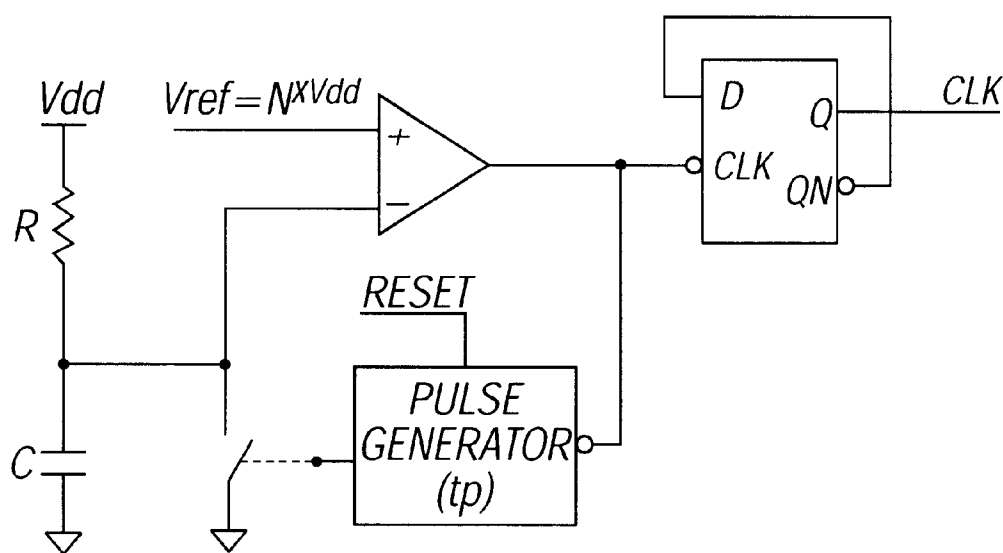 Vdd
Vref=N^XVdd
R
C
RESET
PULSE
GENERATOR
(tp)
D
Q
CLK
QN
CLK